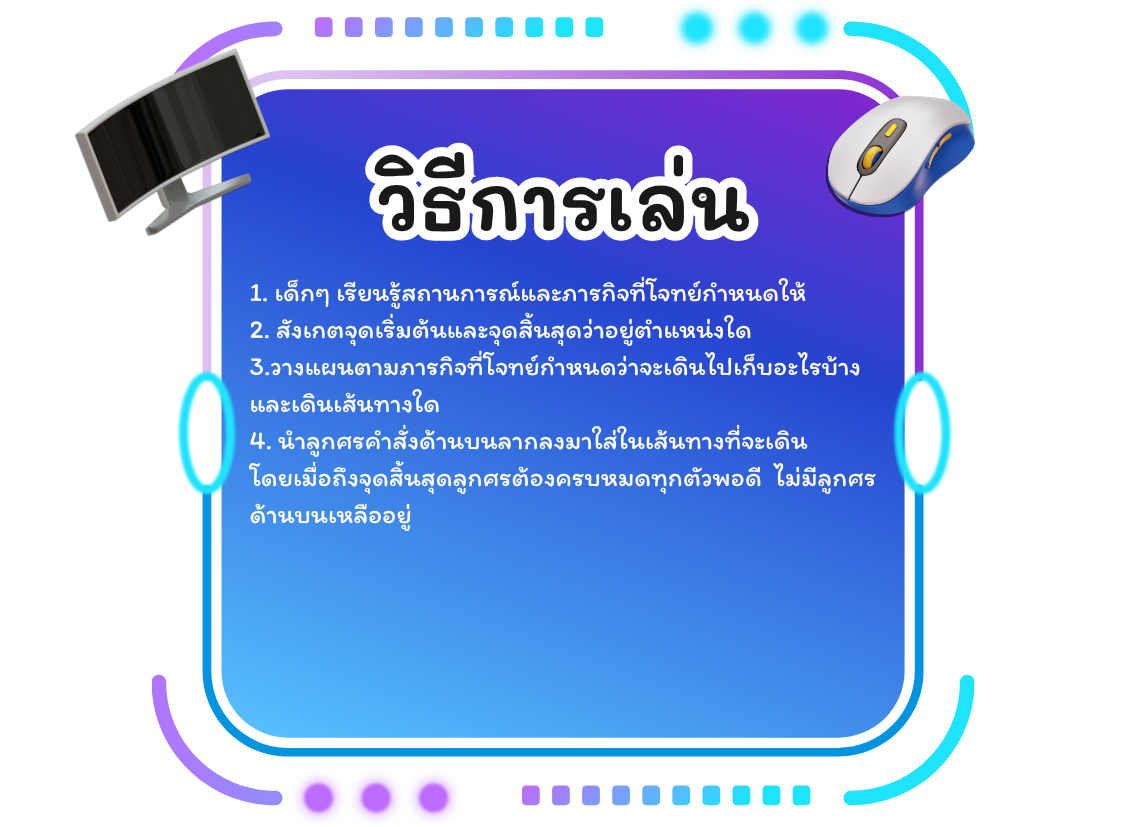 วิธีการเล่น
1. เด็กๆ เรียนรู้สถานการณ์และภารกิจที่โจทย์กำหนดให้
2. สังเกตจุดเริ่มต้นและจุดสิ้นสุดว่าอยู่ตำแหน่งใด
3.วางแผนตามภารกิจที่โจทย์กำหนดว่าจะเดินไปเก็บอะไรบ้าง
และเดินเส้นทางใด
4. นำลูกศรคำสั่งด้านบนลากลงมาใส่ในเส้นทางที่จะเดิน
โดยเมื่อถึงจุดสิ้นสุดลูกศรต้องครบหมดทุกตัวพอดี  ไม่มีลูกศร
ด้านบนเหลืออยู่